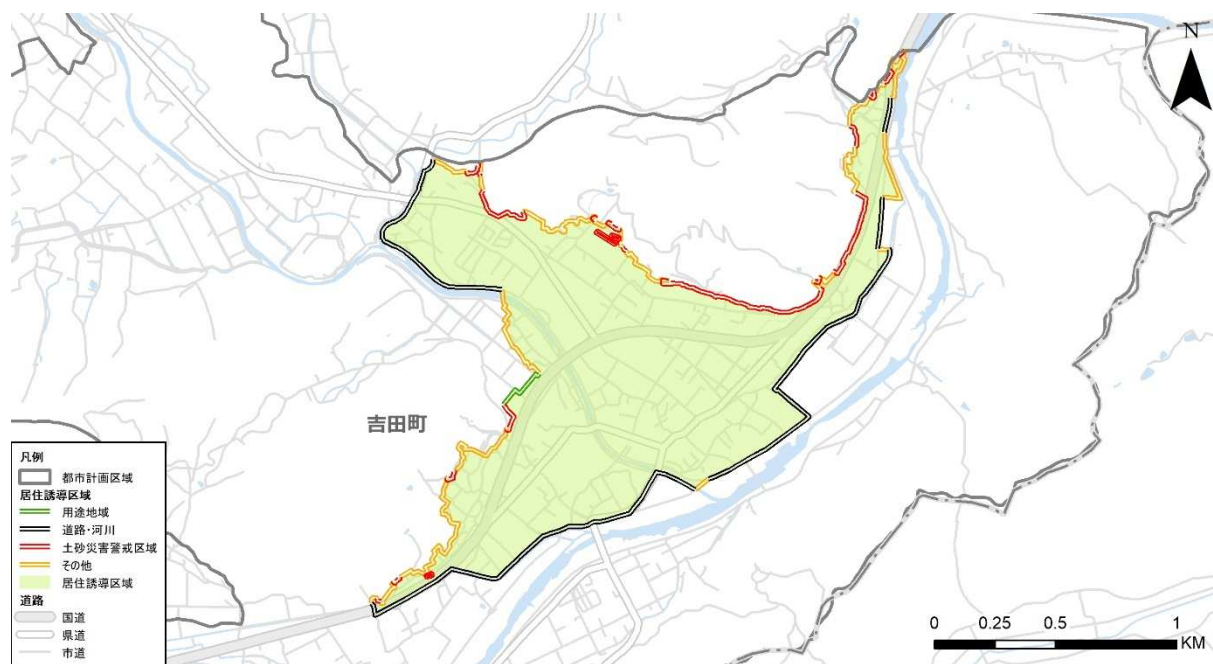 N
吉田町
凡例
都市計画区域
居住誘導区域
用途地域
道路・河川
土砂災害警戒区域
その他
居住誘導区域
道路
国道
県道
市道
0 0.25 0.5 1
KM